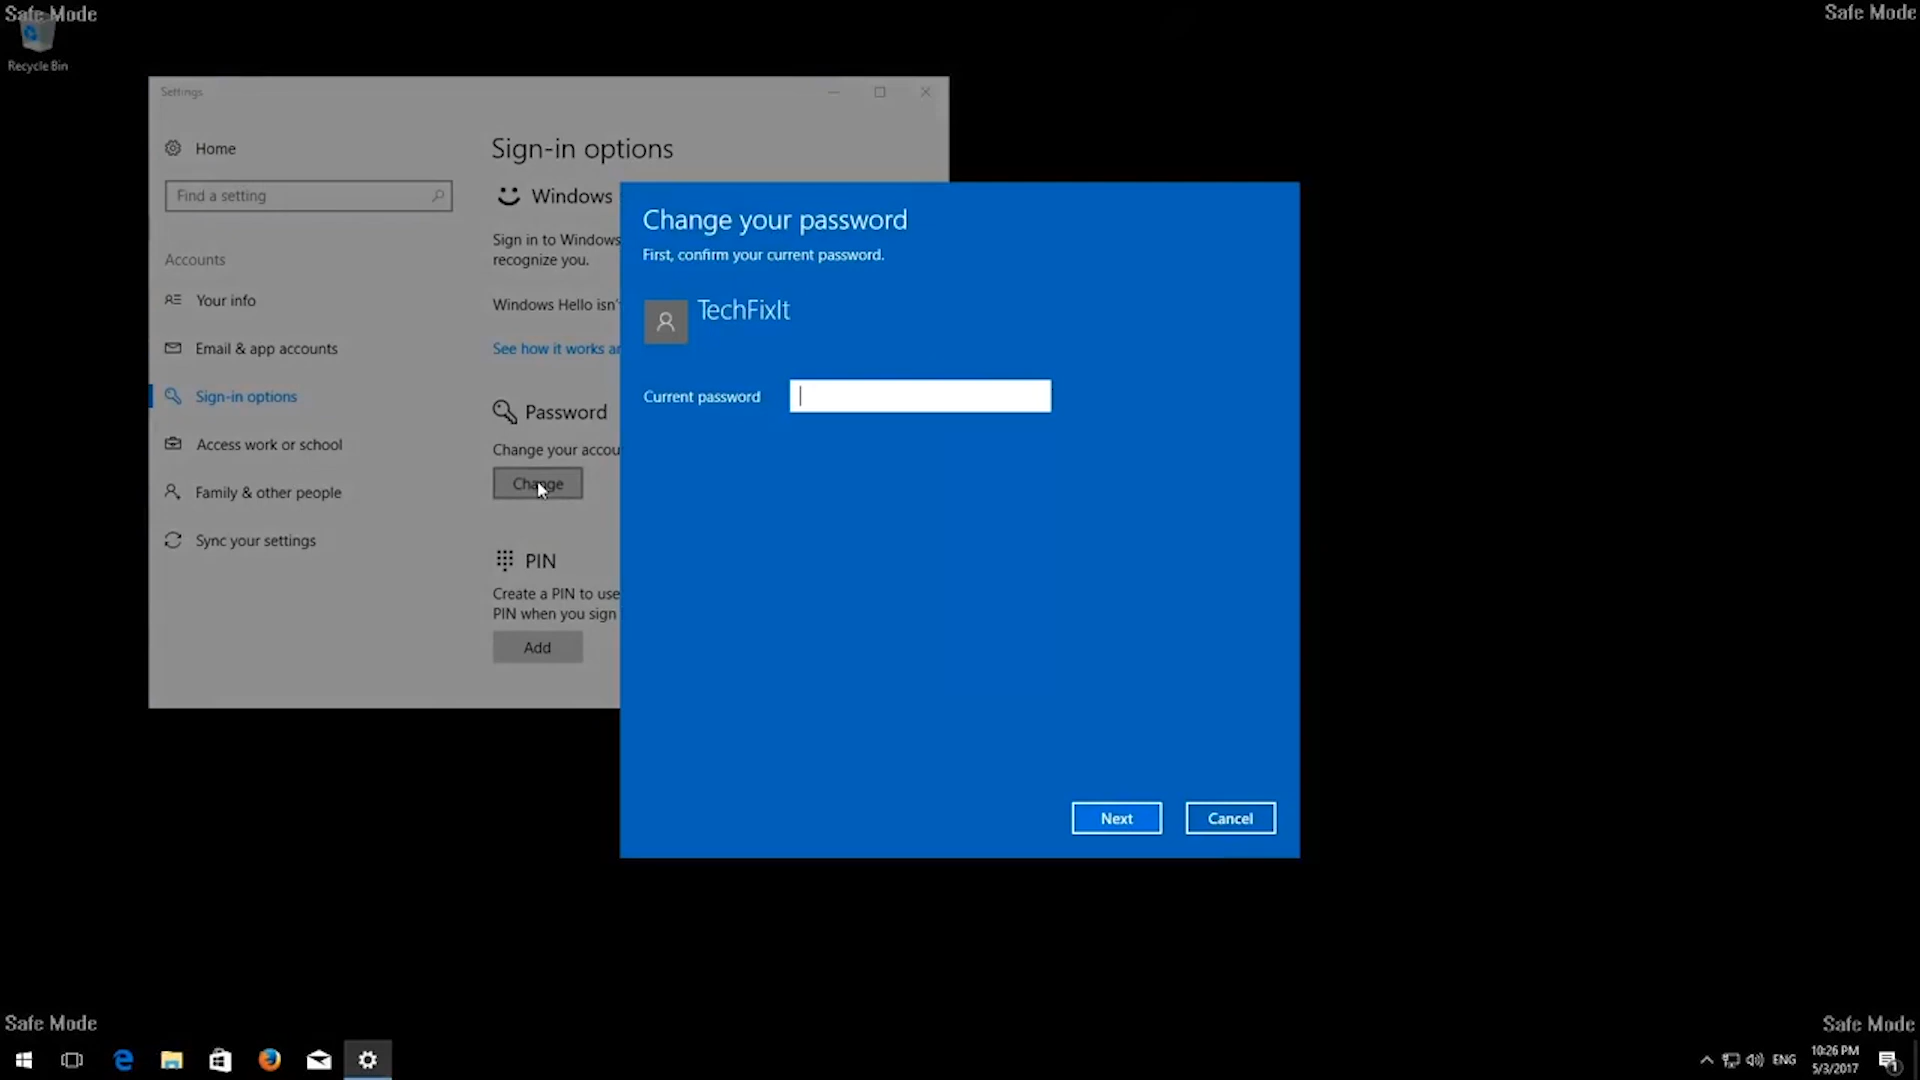 Safe Mode
Safe Mode
Recycle Bin
Settings
Home
Find a setting
Accounts
Your info
Email & app accounts
Sign-in options
Access work or school
Family & other people
Sync your settings
Sign-in options
Windows
Sign in to Windows
recognize you.
Windows Hello isn'
See how it works a
Password
Change your accou
Change
PIN
Create a PIN to use
PIN when you sign
Add
Change your password
First, confirm your current password.
TechFixIt
Current password
Next
Cancel
Safe Mode
Safe Mode
ENG
10:26 PM
5/3/2017
1